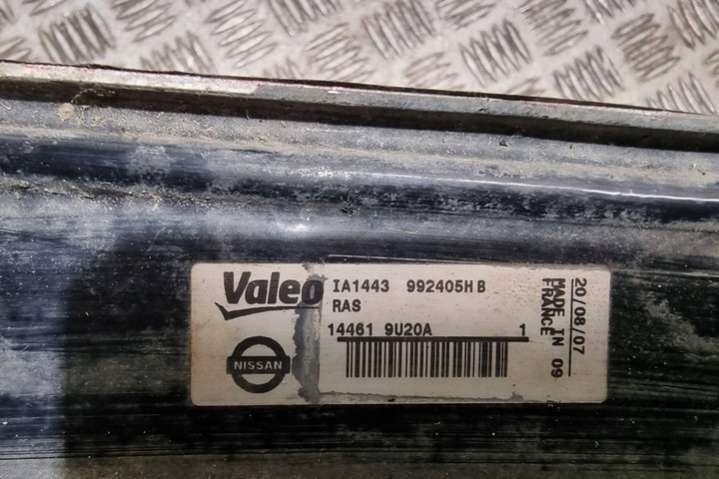 Valeo
IA1443 992405H B
RAS
14461 9U20A 1
NISSAN
20/08/07
MADE IN 09
FRANCE